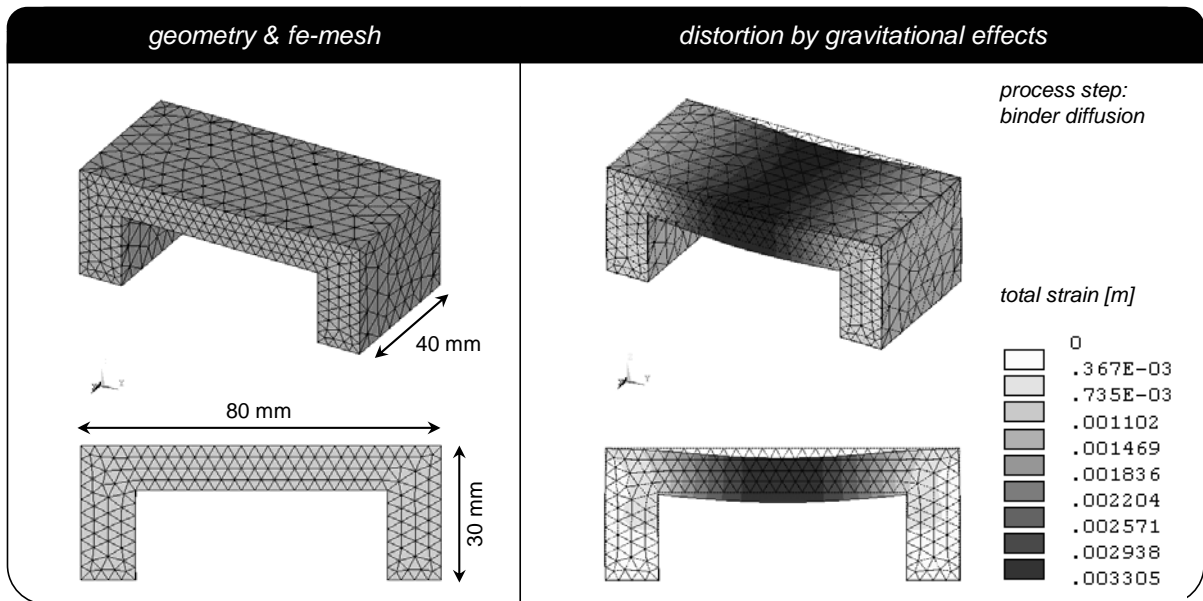 geometry & fe-mesh
distortion by gravitational effects
process step:
binder diffusion
40 mm
80 mm
30 mm
total strain [m]
0
.367E-03
.735E-03
.001102
.001469
.001836
.002204
.002571
.002938
.003305